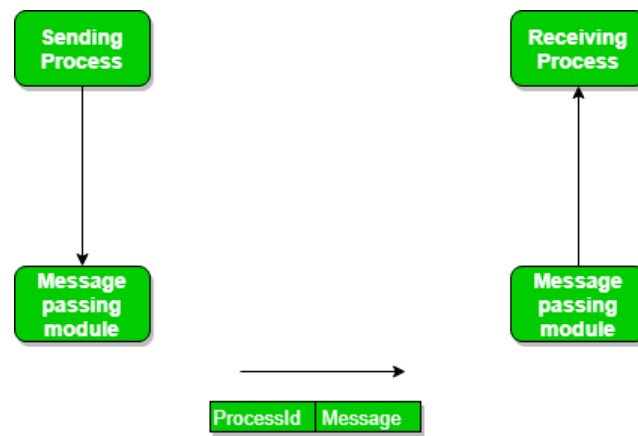 Sending
Process
Receiving
Process
Message
passing
module
Message
passing
module
ProcessId Message